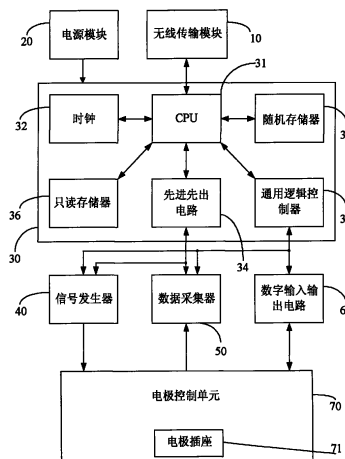 20
电源模块
无线传输模块
10
31
32
时钟
CPU
随机存储器
3
36
只读存储器
先进先出
电路
通用逻辑控
制器
3
30
34
40
信号发生器
数据采集器
数字输入输
出电路
6
50
电极控制单元
70
电极插座
71